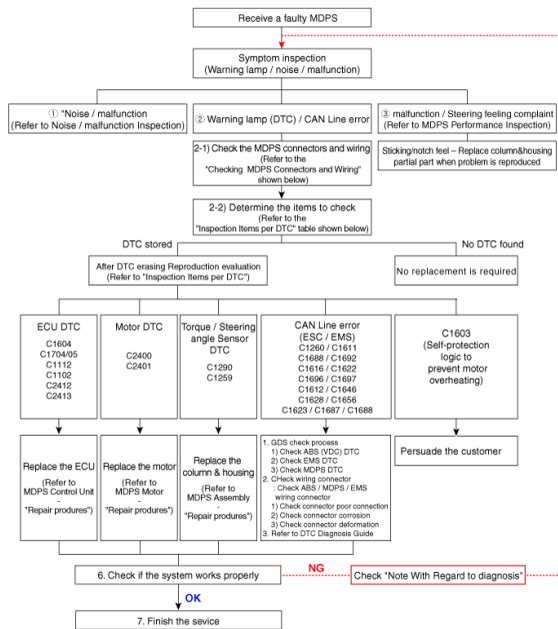 Receive a faulty MDPS
Symptom inspection
(Warning lamp / noise / malfunction)
① "Noise / malfunction
(Refer to Noise / malfunction Inspection)
② Warning lamp (DTC) / CAN Line error
③ malfunction / Steering feeling complaint
(Refer to MDPS Performance Inspection)
2-1) Check the MDPS connectors and wiring
(Refer to the
"Checking MDPS Connectors and Wiring"
shown below)
Sticking/notch feel – Replace column&housing
partial part when problem is reproduced
2-2) Determine the items to check
(Refer to the
"Inspection Items per DTC" table shown below)
DTC stored
No DTC found
After DTC erasing Reproduction evaluation
(Refer to "Inspection Items per DTC")
No replacement is required
ECU DTC
C1604
C1704/05
C1112
C1102
C2412
C2413
Motor DTC
C2400
C2401
Torque / Steering
angle Sensor
DTC
C1290
C1259
CAN Line error
(ESC / EMS)
C1260 / C1611
C1688 / C1692
C1616 / C1622
C1696 / C1697
C1612 / C1646
C1628 / C1656
C1623 / C1687 / C1688
C1603
(Self-protection
logic to
prevent motor
overheating)
Replace the ECU
(Refer to
MDPS Control Unit
-
"Repair produres")
Replace the motor
(Refer to
MDPS Motor
-
"Repair produres")
Replace the
column & housing
(Refer to
MDPS Assembly
-
"Repair produres")
1. GDS check process
1) Check ABS (VDC) DTC
2) Check EMS DTC
3) Check MDPS DTC
2. CHeck wiring connector
: Check ABS / MDPS / EMS
wiring connector
1) Check connector poor connection
2) Check connector corrosion
3) Check connector deformation
3. Refer to DTC Diagnosis Guide
Persuade the customer
6. Check if the system works properly
NG
Check "Note With Regard to diagnosis"
OK
7. Finish the sevice